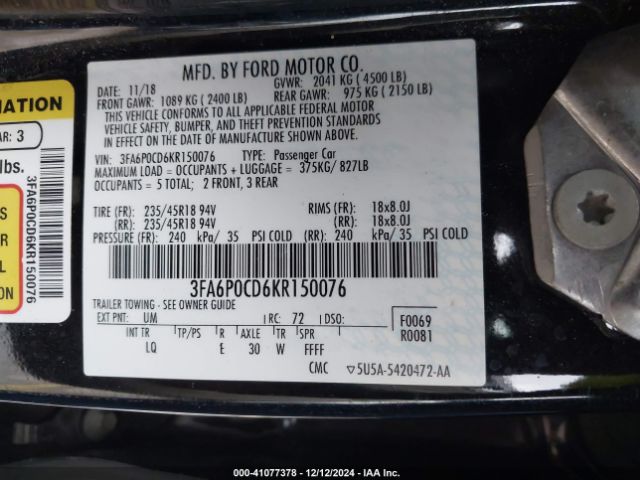 MFD. BY FORD MOTOR CO.
DATE: 11/18 GVWR: 2041 KG ( 4500 LB)
FRONT GAWR: 1089 KG ( 2400 LB) REAR GAWR: 975 KG ( 2150 LB)
THIS VEHICLE CONFORMS TO ALL APPLICABLE FEDERAL MOTOR
VEHICLE SAFETY, BUMPER, AND THEFT PREVENTION STANDARDS
IN EFFECT ON THE DATE OF MANUFACTURE SHOWN ABOVE.
VIN: 3FA6P0CD6KR150076 TYPE: Passenger Car
MAXIMUM LOAD = OCCUPANTS + LUGGAGE = 375KG/ 827LB
OCCUPANTS = 5 TOTAL; 2 FRONT, 3 REAR
TIRE (FR): 235/45R18 94V RIMS (FR): 18x8.0J
(RR): 235/45R18 94V (RR): 18x8.0J
PRESSURE (FR): 240 kPa/ 35 PSI COLD (RR): 240 kPa/ 35 PSI COLD
3FA6P0CD6KR150076
TRAILER TOWING - SEE OWNER GUIDE
EXT PNT: UM RC: 72 DSO: F0069
R0081
INT TR TP/PS R AXLE TR SPR
LQ E 30 W FFFF
CMC ▽5U5A-5420472-AA
MATION
AR: 3
lbs.
S
L
ION
3FA6P0CD6KR150076
000-41077378 - 12/12/2024 - IAA Inc.